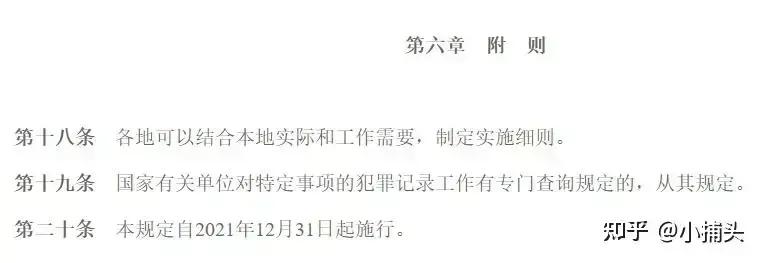 第六章 附 则
第十八条 各地可以结合本地实际和工作需要，制定实施细则。
第十九条 国家有关单位对特定事项的犯罪记录工作有专门查询规定的，从其规定。
第二十条 本规定自2021年12月31日起施行。
知乎 @小捕头